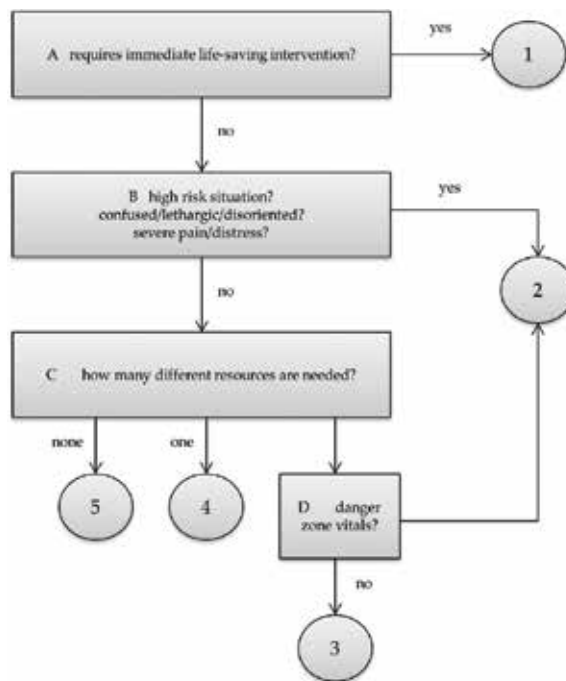 A requires immediate life-saving intervention?
yes
1
no
B high risk situation?
confused/lethargic/disoriented?
severe pain/distress?
yes
2
no
C how many different resources are needed?
none
one
5
4
D danger
zone vitals?
no
3